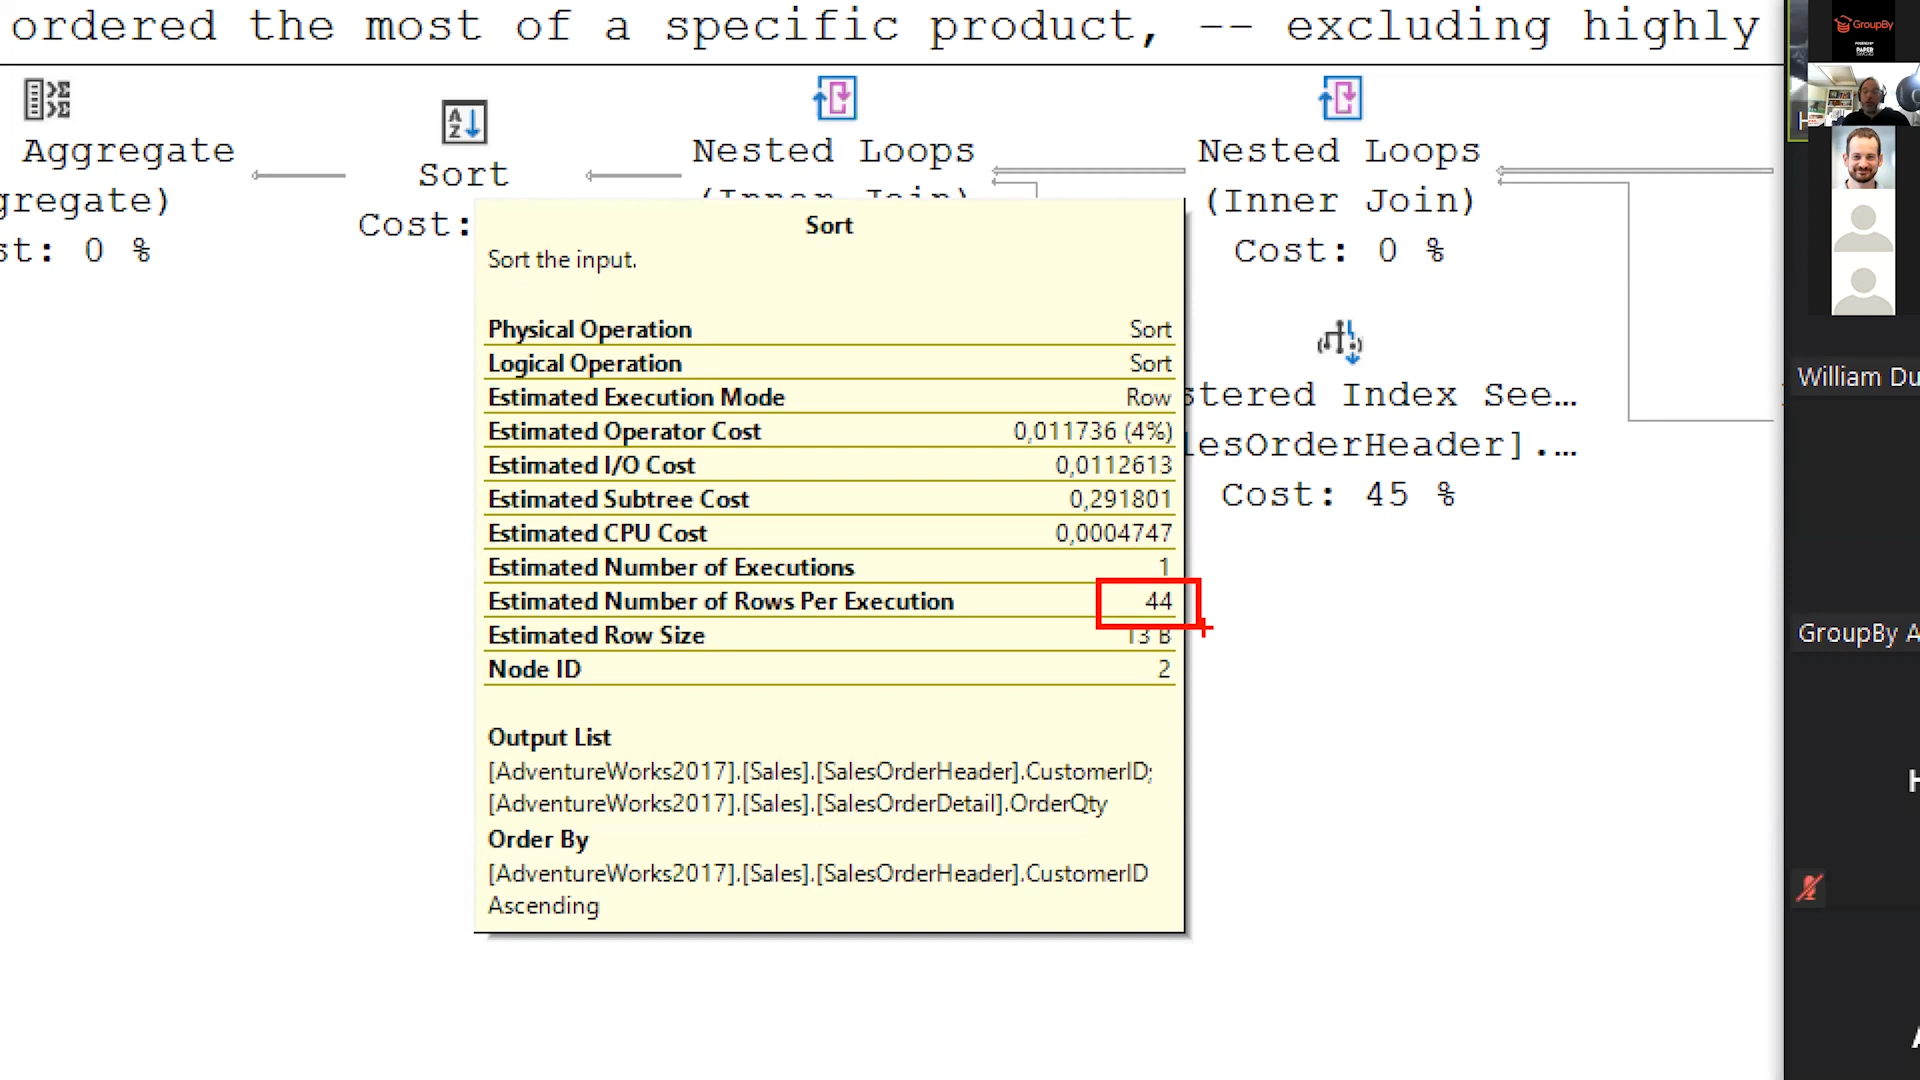 ordered the most of a specific product, -- excluding highly
GroupBy
Aggregate
gregate)
st: 0 %
Sort
Cost:
Nested Loops
(Inner Join)
Nested Loops
(Inner Join)
Cost: 0 %
stered Index See…
lesOrderHeader].…
Cost: 45 %
Sort
Sort the input.
Physical Operation Sort
Logical Operation Sort
Estimated Execution Mode Row
Estimated Operator Cost 0,011736 (4%)
Estimated I/O Cost 0,0112613
Estimated Subtree Cost 0,291801
Estimated CPU Cost 0,0004747
Estimated Number of Executions 1
Estimated Number of Rows Per Execution 44
Estimated Row Size 13 B
Node ID 2
Output List
[AdventureWorks2017].[Sales].[SalesOrderHeader].CustomerID;
[AdventureWorks2017].[Sales].[SalesOrderDetail].OrderQty
Order By
[AdventureWorks2017].[Sales].[SalesOrderHeader].CustomerID
Ascending
William Du
GroupBy A
H
A